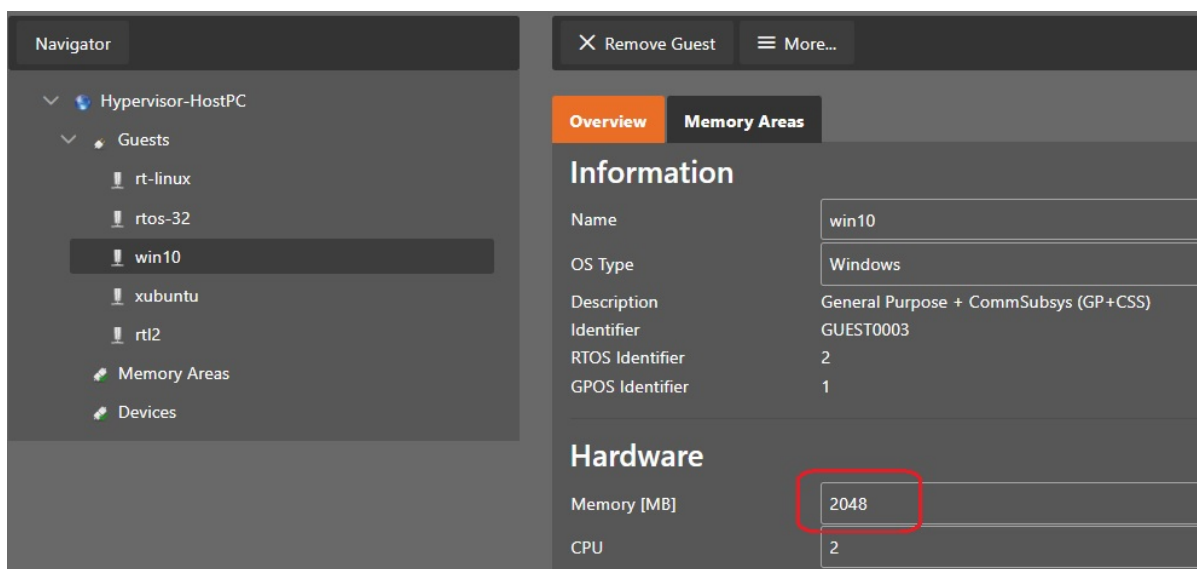 Navigator
Hypervisor-HostPC
Guests
rt-linux
rtos-32
win10
xubuntu
rtl2
Memory Areas
Devices
Remove Guest More...
Overview Memory Areas
Information
Name win10
OS Type Windows
Description General Purpose + CommSubsys (GP+CSS)
Identifier GUEST0003
RTOS Identifier 2
GPOS Identifier 1
Hardware
Memory [MB] 2048
CPU 2